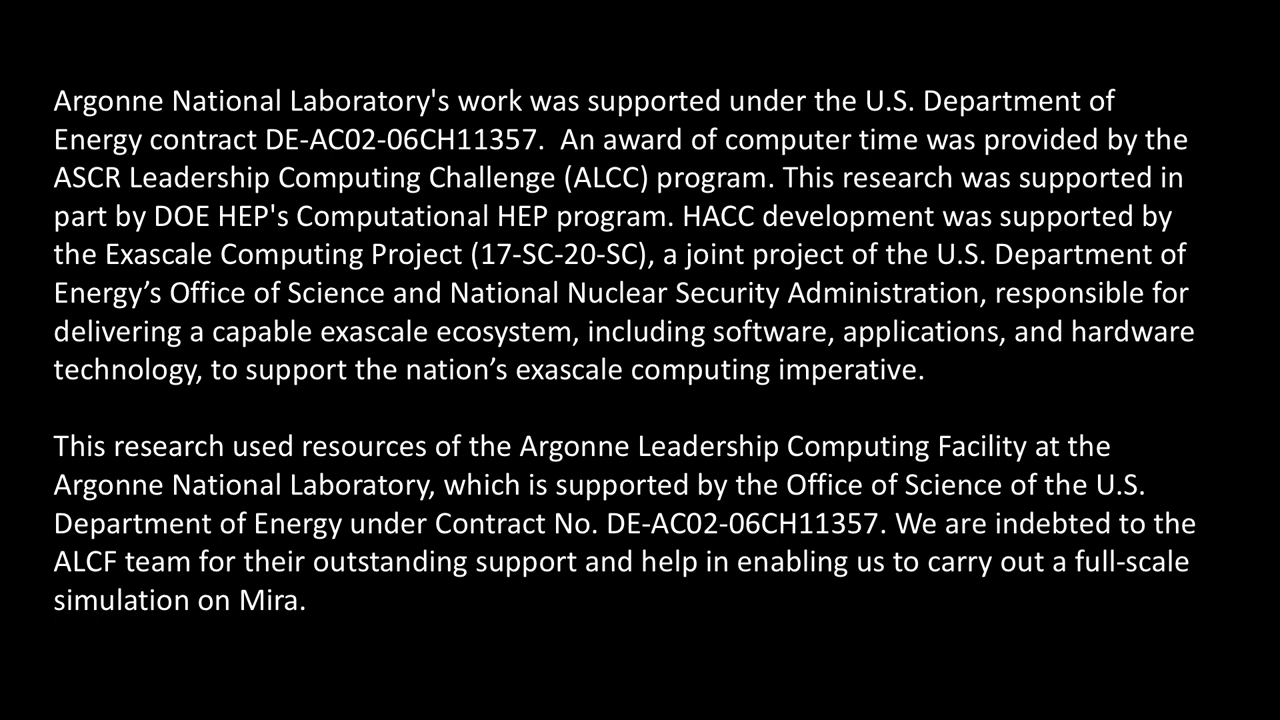 Argonne National Laboratory's work was supported under the U.S. Department of
Energy contract DE-AC02-06CH11357.  An award of computer time was provided by the
ASCR Leadership Computing Challenge (ALCC) program. This research was supported in
part by DOE HEP's Computational HEP program. HACC development was supported by
the Exascale Computing Project (17-SC-20-SC), a joint project of the U.S. Department of
Energy’s Office of Science and National Nuclear Security Administration, responsible for
delivering a capable exascale ecosystem, including software, applications, and hardware
technology, to support the nation’s exascale computing imperative.
This research used resources of the Argonne Leadership Computing Facility at the
Argonne National Laboratory, which is supported by the Office of Science of the U.S.
Department of Energy under Contract No. DE-AC02-06CH11357. We are indebted to the
ALCF team for their outstanding support and help in enabling us to carry out a full-scale
simulation on Mira.